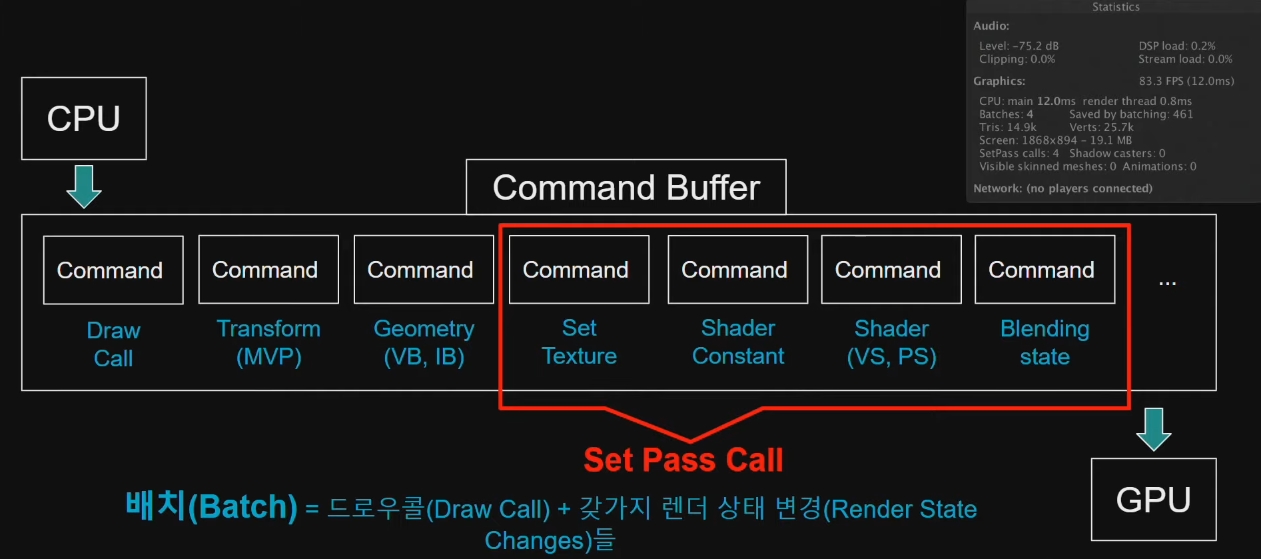 Statistics
Audio:
Level: -75.2 dB DSP load: 0.2%
Clipping: 0.0% Stream load: 0.0%
Graphics: 83.3 FPS (12.0ms)
CPU: main 12.0ms render thread 0.8ms
Batches: 4 Saved by batching: 461
Tris: 14.9k Verts: 25.7k
Screen: 1868x894 - 19.1 MB
SetPass calls: 4 Shadow casters: 0
Visible skinned meshes: 0 Animations: 0
Network: (no players connected)
CPU
Command Buffer
Command Command Command Command Command Command Command ...
Draw Call
Transform (MVP)
Geometry (VB, IB)
Set Texture
Shader Constant
Shader (VS, PS)
Blending state
Set Pass Call
GPU
배치(Batch) = 드로우콜(Draw Call) + 갖가지 렌더 상태 변경(Render State
Changes)들